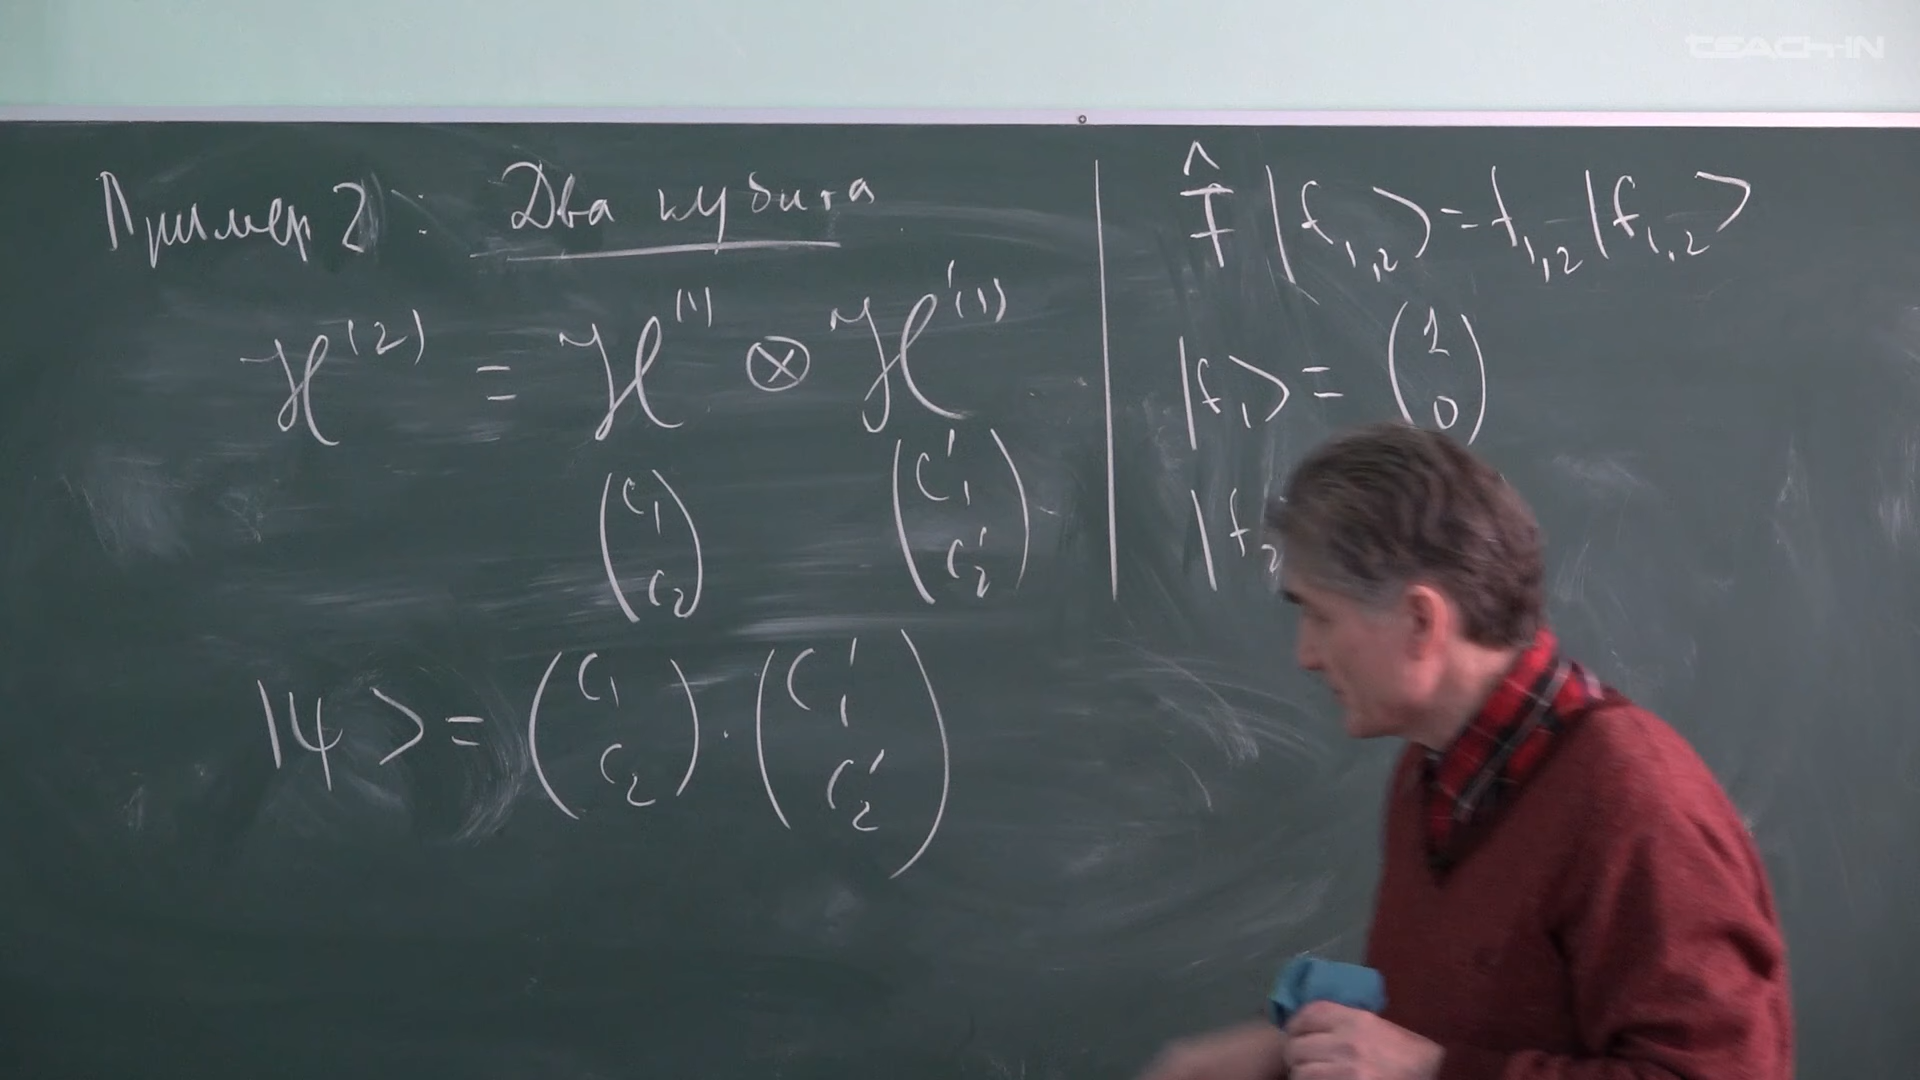 Пример 2: Два кубита
ℋ⁽²⁾ = ℋ⁽¹⁾ ⊗ ℋ′⁽¹⁾
(c₁ c₂) (c′₁ c′₂)
|ψ> = (c₁ c₂) · (c′₁ c′₂)
F̂ |f₁,₂> = f₁,₂ |f₁,₂>
|f₁> = (1 0)
|f₂
TEACH-IN